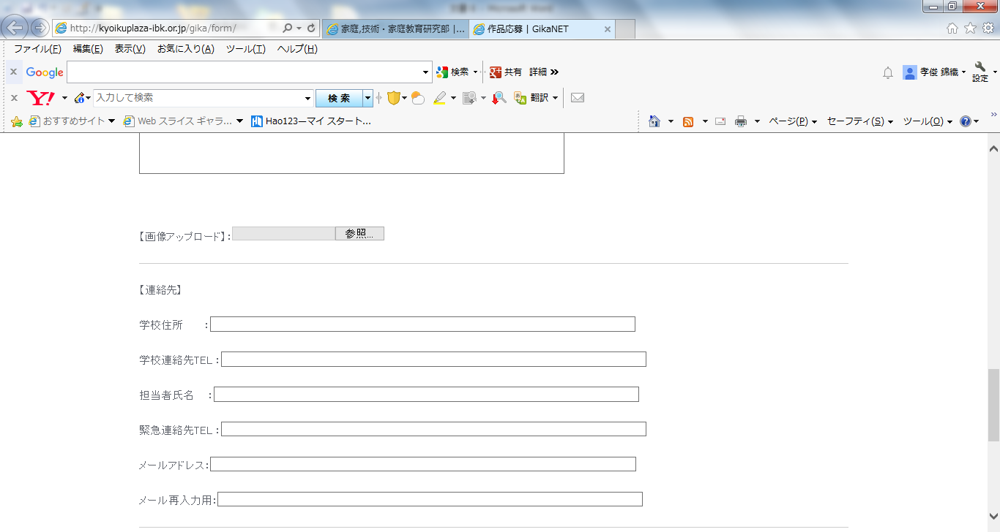 http://kyoikuplaza-ibk.or.jp/gika/form/ 家庭,技術・家庭教育研究部 |... 作品応募 | GikaNET
ファイル(F) 編集(E) 表示(V) お気に入り(A) ツール(T) ヘルプ(H)
x Google 検索 共有 詳細 孝俊 錦織 設定
x Y! 入力して検索 検索 翻訳
おすすめサイト Web スライス ギャラ... Hao123ーマイ スタート... ページ(P) セーフティ(S) ツール(O)
【画像アップロード】: 参照...
【連絡先】
学校住所 :
学校連絡先TEL :
担当者氏名 :
緊急連絡先TEL :
メールアドレス:
メール再入力用: